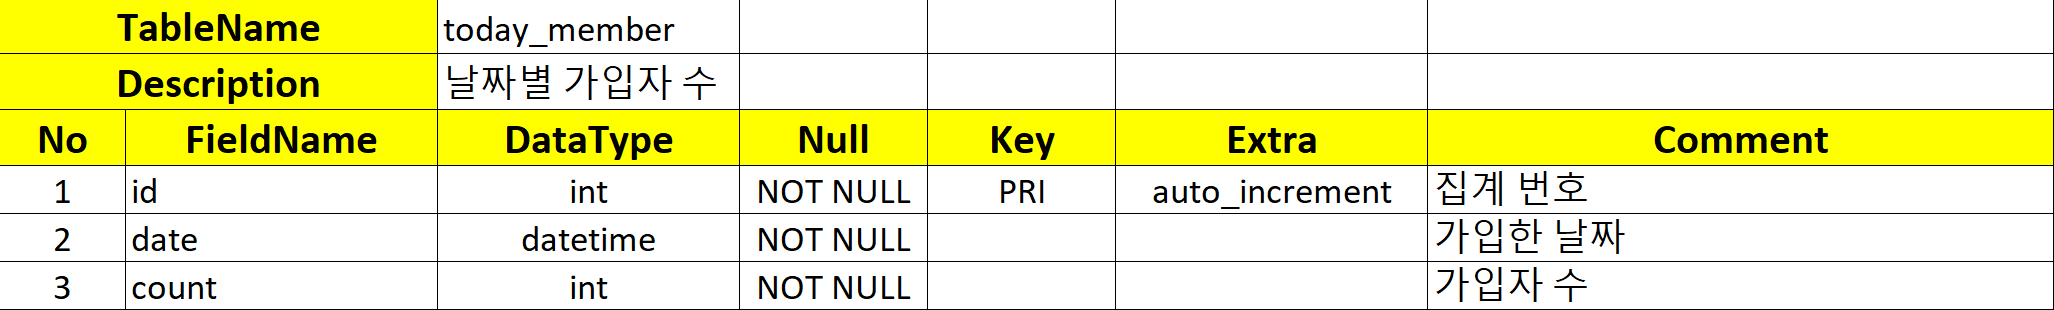 TableName today_member
Description 날짜별 가입자 수
No FieldName DataType Null Key Extra Comment
1 id int NOT NULL PRI auto_increment 집계 번호
2 date datetime NOT NULL 가입한 날짜
3 count int NOT NULL 가입자 수